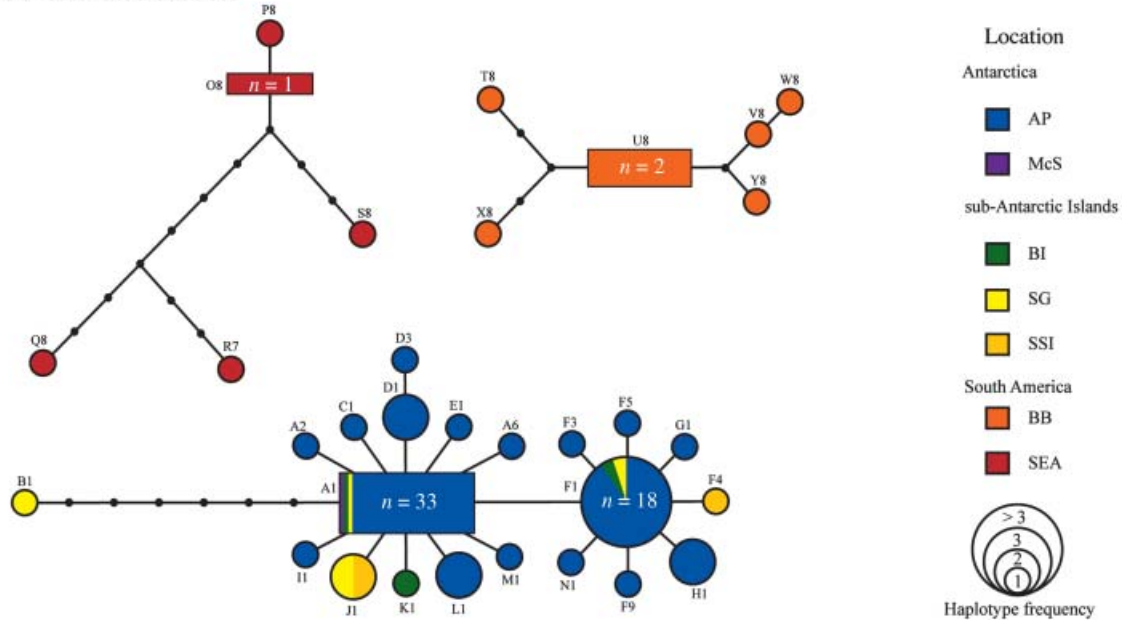 P8
O8
n = 1
S8
Q8
R7
T8
U8
n = 2
V8
W8
X8
Y8
D3
D1
C1
E1
A2
A6
B1
A1
n = 33
I1
J1
K1
L1
M1
F5
F3
G1
F1
n = 18
F4
N1
F9
H1
Location
Antarctica
AP
McS
sub-Antarctic Islands
BI
SG
SSI
South America
BB
SEA
> 3
3
2
1
Haplotype frequency